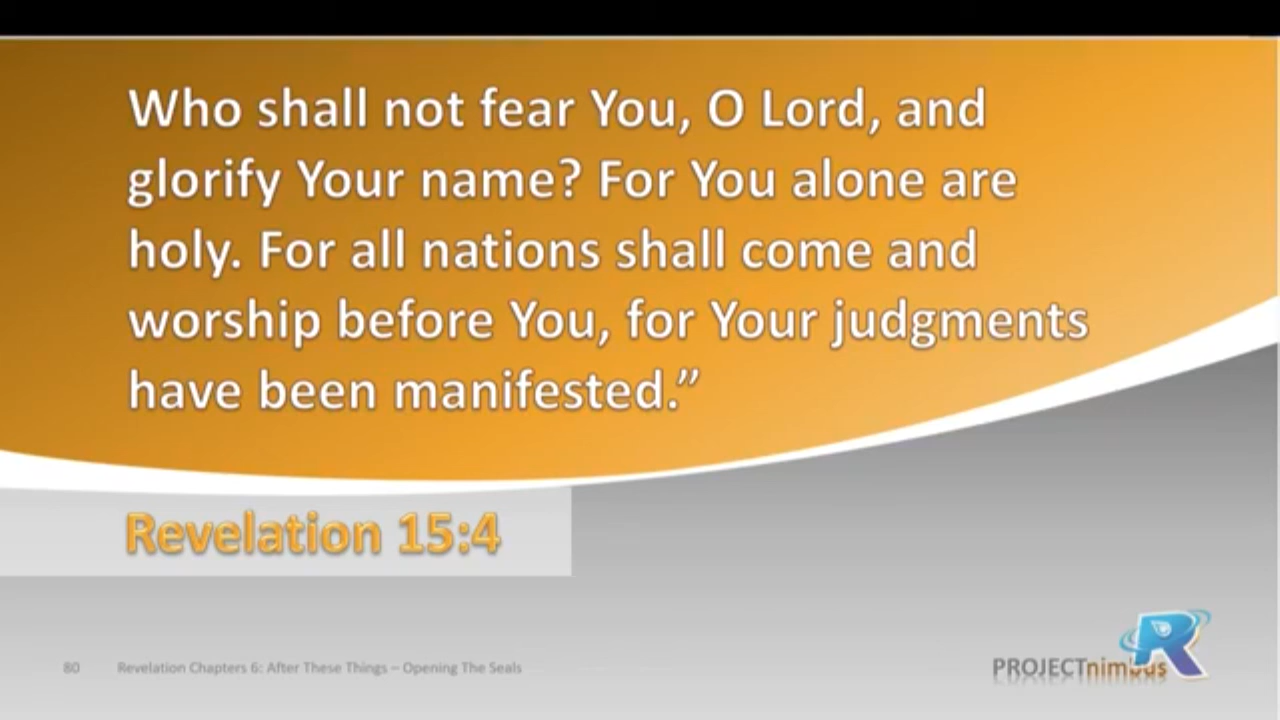 Who shall not fear You, O Lord, and
glorify Your name? For You alone are
holy. For all nations shall come and
worship before You, for Your judgments
have been manifested.”
Revelation 15:4
80 Revelation Chapters 6: After These Things – Opening The Seals
PROJECTnimbus
R